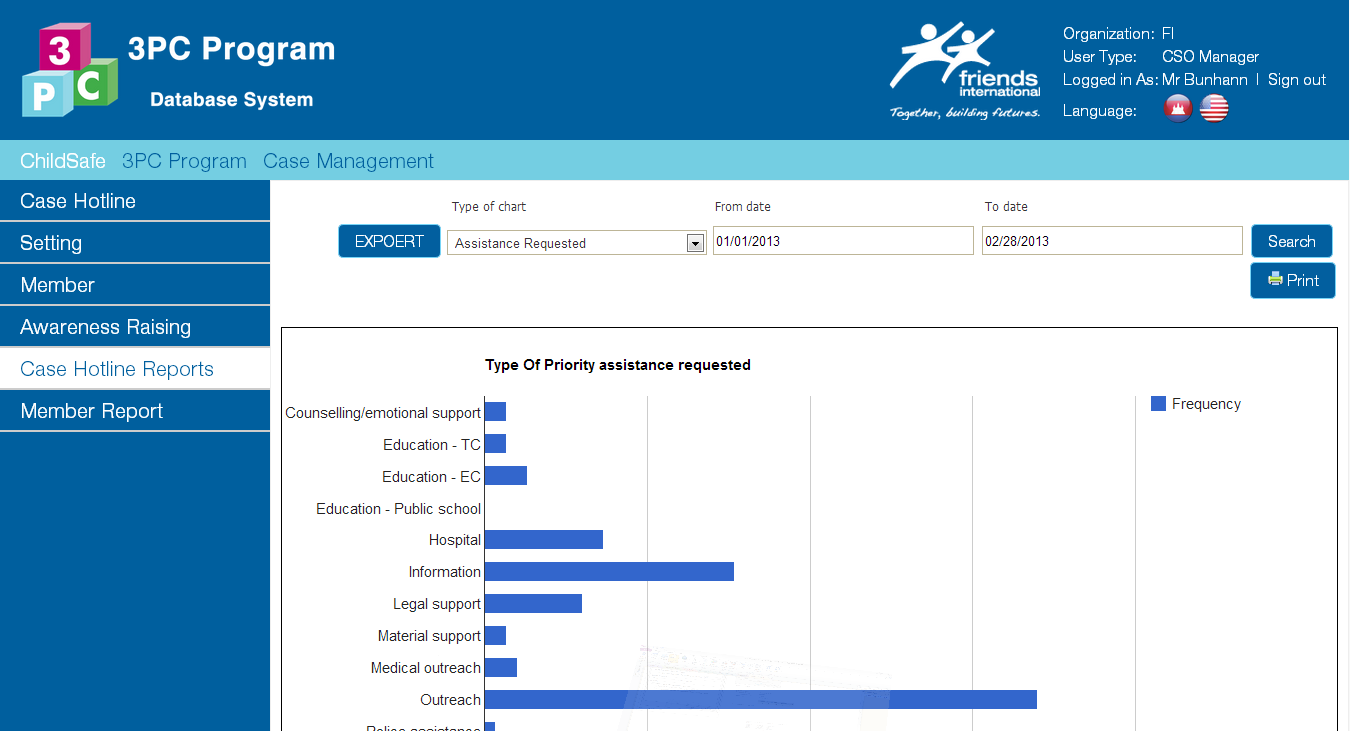 3
P C
3PC Program
Database System
friends
international
Together, building futures.
Organization: FI
User Type: CSO Manager
Logged in As: Mr Bunhann | Sign out
Language:
ChildSafe 3PC Program Case Management
Case Hotline
Setting
Member
Awareness Raising
Case Hotline Reports
Member Report
Type of chart From date To date
EXPOERT Assistance Requested 01/01/2013 02/28/2013 Search
Print
Type Of Priority assistance requested
Frequency
Counselling/emotional support
Education - TC
Education - EC
Education - Public school
Hospital
Information
Legal support
Material support
Medical outreach
Outreach
Police assistance